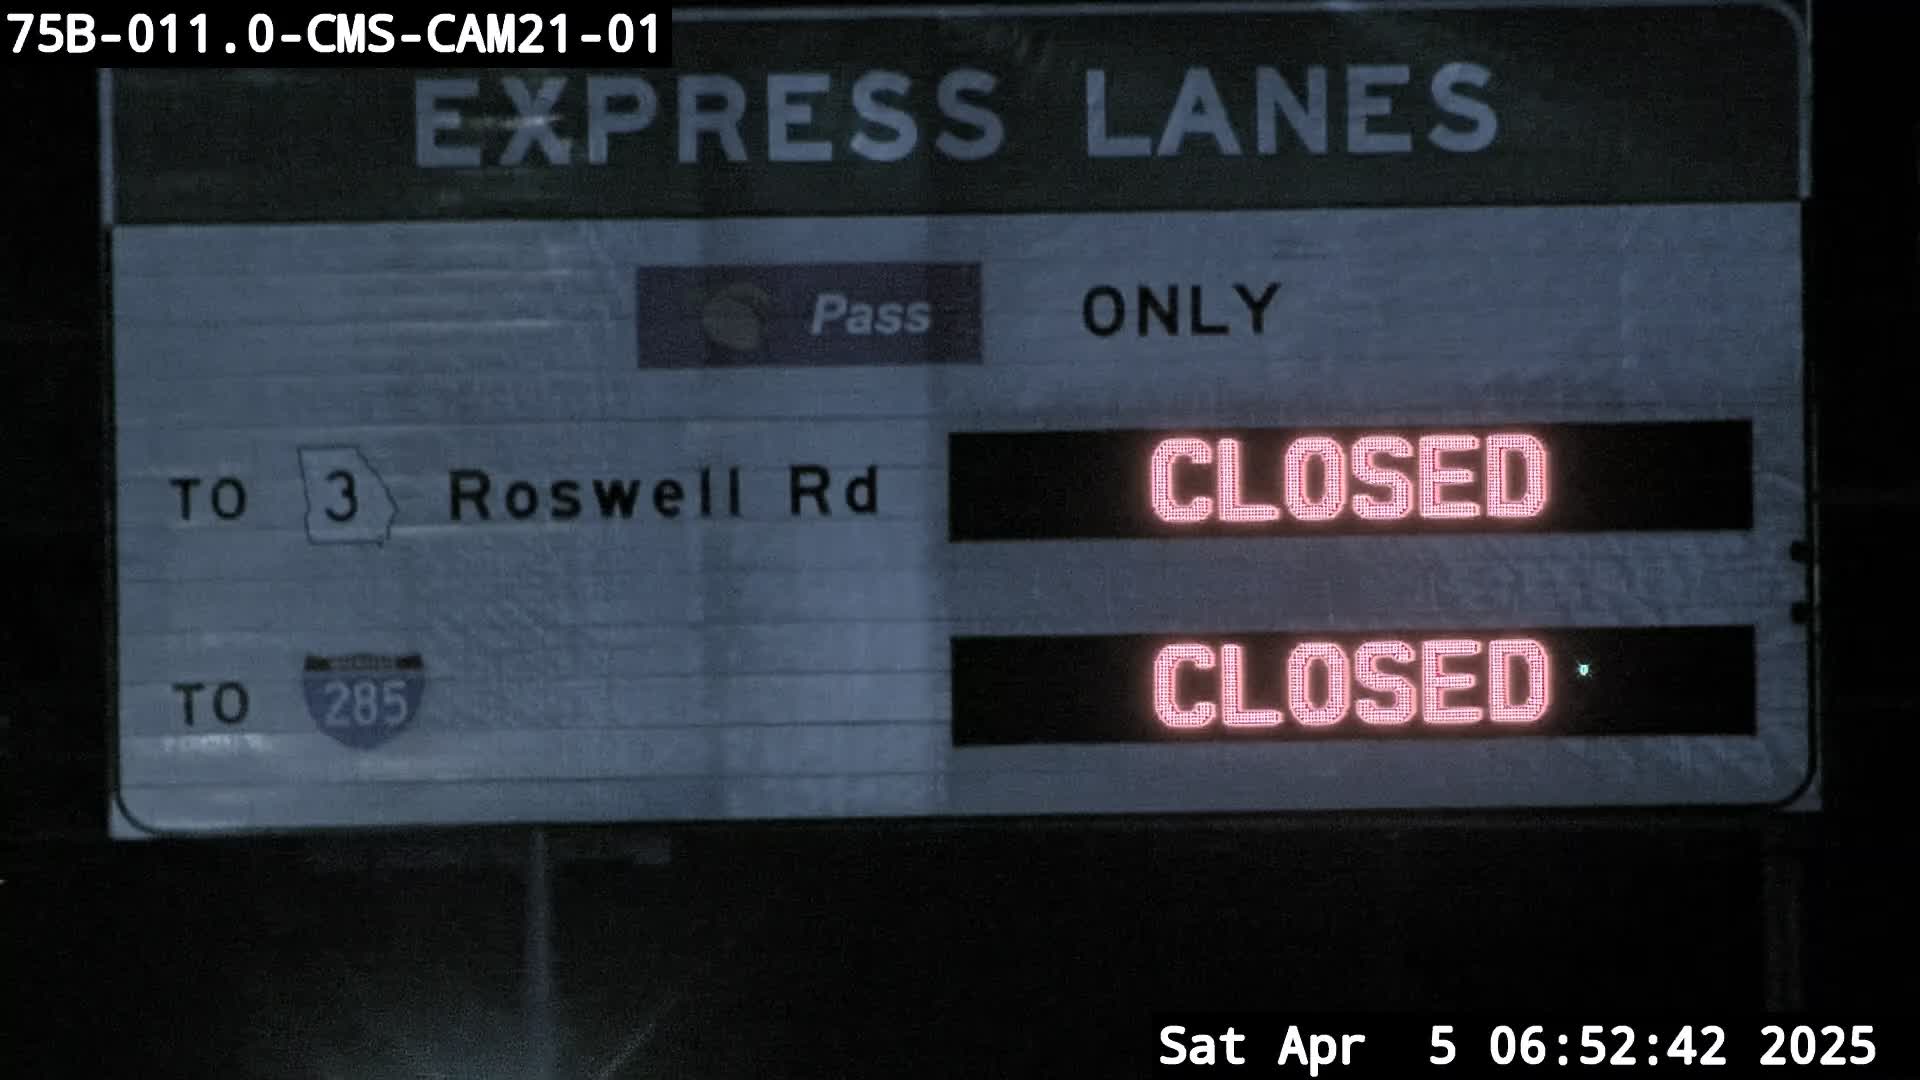 75B-011.0-CMS-CAM21-01
EXPRESS LANES
Pass ONLY
TO 3 Roswell Rd CLOSED
TO 285 CLOSED
Sat Apr 5 06:52:42 2025